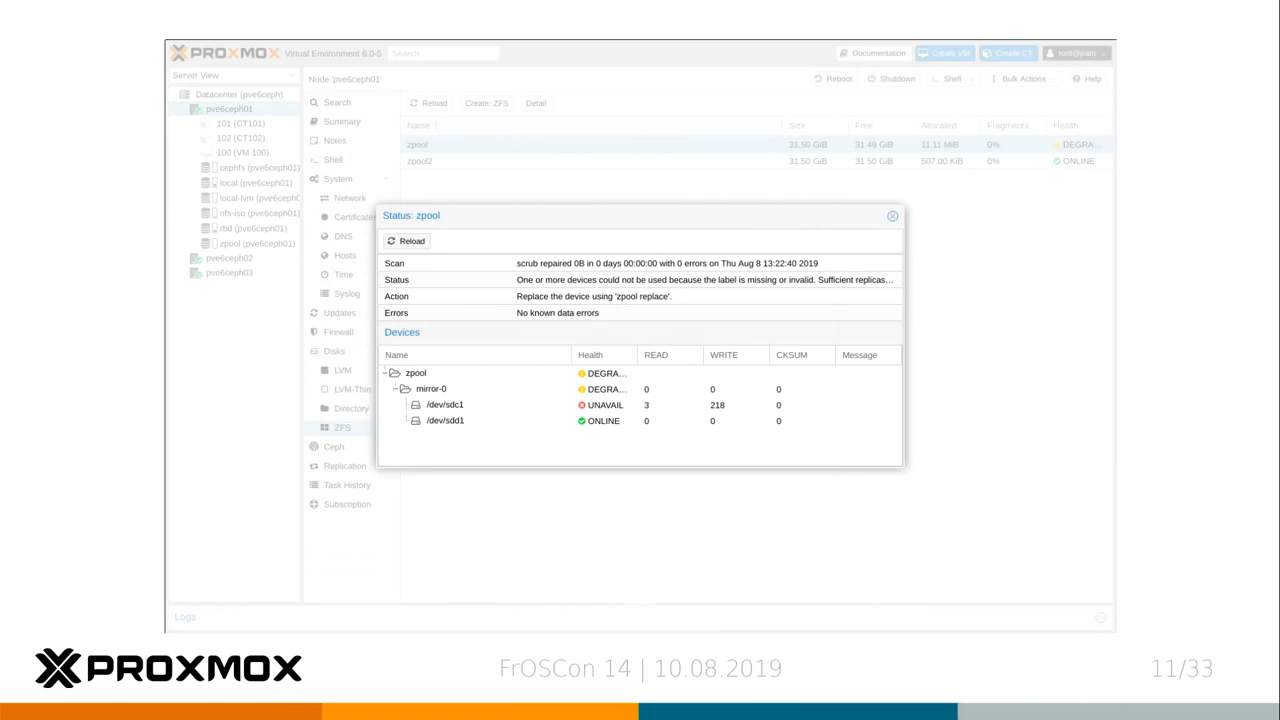 PROXMOX Virtual Environment 6.0-5 Search Documentation Create VM Create CT root@pam
Server View
Datacenter (pve6ceph)
pve6ceph01
101 (CT101)
102 (CT102)
100 (VM 100)
cephfs (pve6ceph01)
local (pve6ceph01)
local-lvm (pve6ceph01)
nfs-iso (pve6ceph01)
rbd (pve6ceph01)
zpool (pve6ceph01)
pve6ceph02
pve6ceph03
Node 'pve6ceph01' Reboot Shutdown Shell Bulk Actions Help
Search
Summary
Notes
Shell
System
Network
Certificates
DNS
Hosts
Time
Syslog
Updates
Firewall
Disks
LVM
LVM-Thin
Directory
ZFS
Ceph
Replication
Task History
Subscription
Reload Create: ZFS Detail
Name Size Free Allocated Fragmenta Health
zpool 31.50 GiB 31.49 GiB 11.11 MiB 0% DEGRA...
zpool2 31.50 GiB 31.50 GiB 507.00 KiB 0% ONLINE
Status: zpool
Reload
Scan scrub repaired 0B in 0 days 00:00:00 with 0 errors on Thu Aug 8 13:22:40 2019
Status One or more devices could not be used because the label is missing or invalid. Sufficient replicas...
Action Replace the device using 'zpool replace'.
Errors No known data errors
Devices
Name Health READ WRITE CKSUM Message
zpool DEGRA...
mirror-0 DEGRA... 0 0 0
/dev/sdc1 UNAVAIL 3 218 0
/dev/sdd1 ONLINE 0 0 0
Logs
PROXMOX
FrOSCon 14 | 10.08.2019
11/33